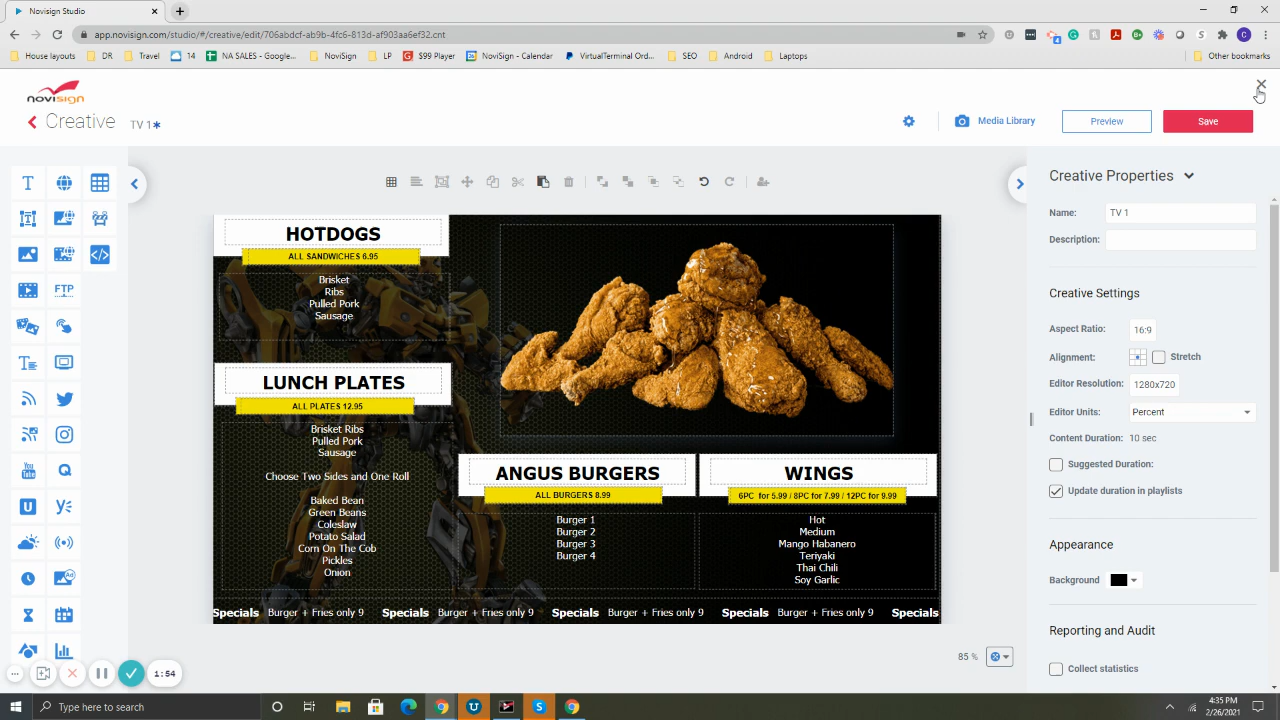 Novisign Studio
app.novisign.com/studio/#/creative/edit/706abdcf-ab9b-4fc6-813d-af903aa6ef32.cnt
House layouts
DR
Travel
14
NA SALES - Google...
NoviSign
LP
S99 Player
NoviSign - Calendar
VirtualTerminal Ord...
SEO
Android
Laptops
Other bookmarks
novisign
Creative TV 1*
Media Library
Preview
Save
HOTDOGS
ALL SANDWICHES 6.95
Brisket
Ribs
Pulled Pork
Sausage
LUNCH PLATES
ALL PLATES 12.95
Brisket Ribs
Pulled Pork
Sausage
Choose Two Sides and One Roll
Baked Bean
Green Beans
Coleslaw
Potato Salad
Corn On The Cob
Pickles
Onion
ANGUS BURGERS
ALL BURGERS 8.99
Burger 1
Burger 2
Burger 3
Burger 4
WINGS
6PC for 5.99 / 8PC for 7.99 / 12PC for 9.99
Hot
Medium
Mango Habanero
Teriyaki
Thai Chili
Soy Garlic
Specials Burger + Fries only 9 Specials Burger + Fries only 9 Specials Burger + Fries only 9 Specials Burger + Fries only 9 Specials
85 %
FTP
You Tube
Ad
Creative Properties
Name: TV 1
Description:
Creative Settings
Aspect Ratio: 16:9
Alignment: Stretch
Editor Resolution: 1280x720
Editor Units: Percent
Content Duration: 10 sec
Suggested Duration:
Update duration in playlists
Appearance
Background
Reporting and Audit
Collect statistics
1:54
Type here to search
4:35 PM
2/26/2021